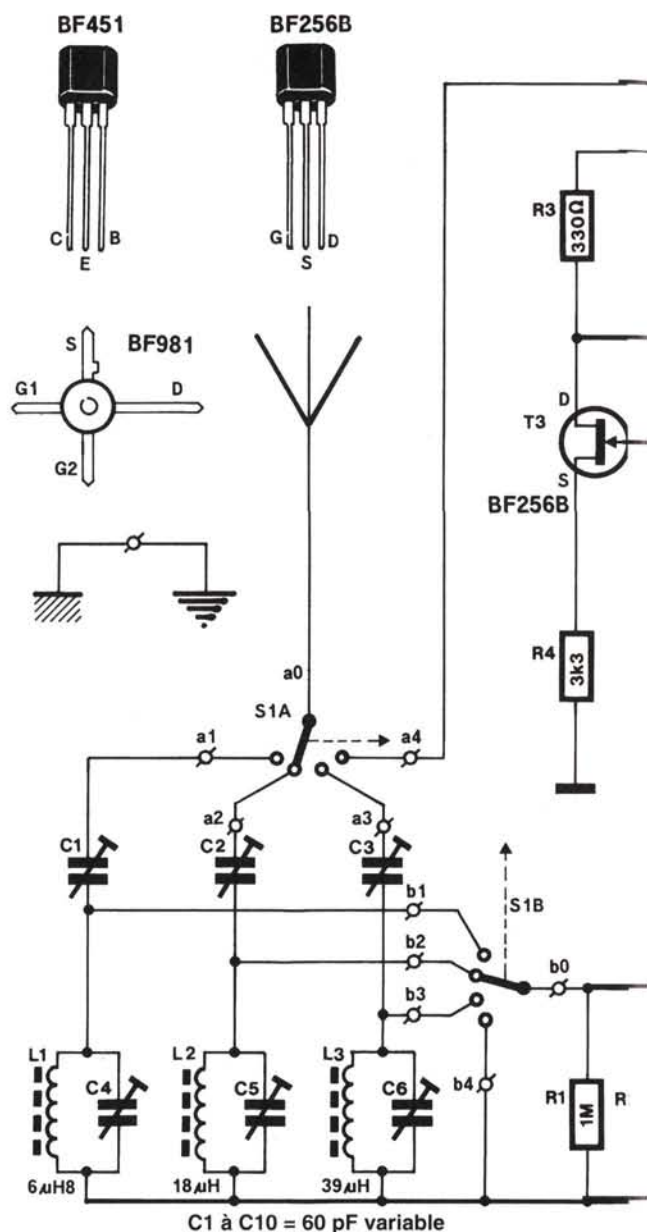 BF451 BF256B
C E B
G S D
R3 330Ω
BF981
S
G1 D
G2
D
T3
S
BF256B
R4 3k3
a0
S1A
a1 a4
a2 a3
C1 C2 C3
b1
S1B
b2 b0
b3
L1 C4 L2 C5 L3 C6
b4
R1 1M R
6µH8 18µH 39µH
C1 à C10 = 60 pF variable